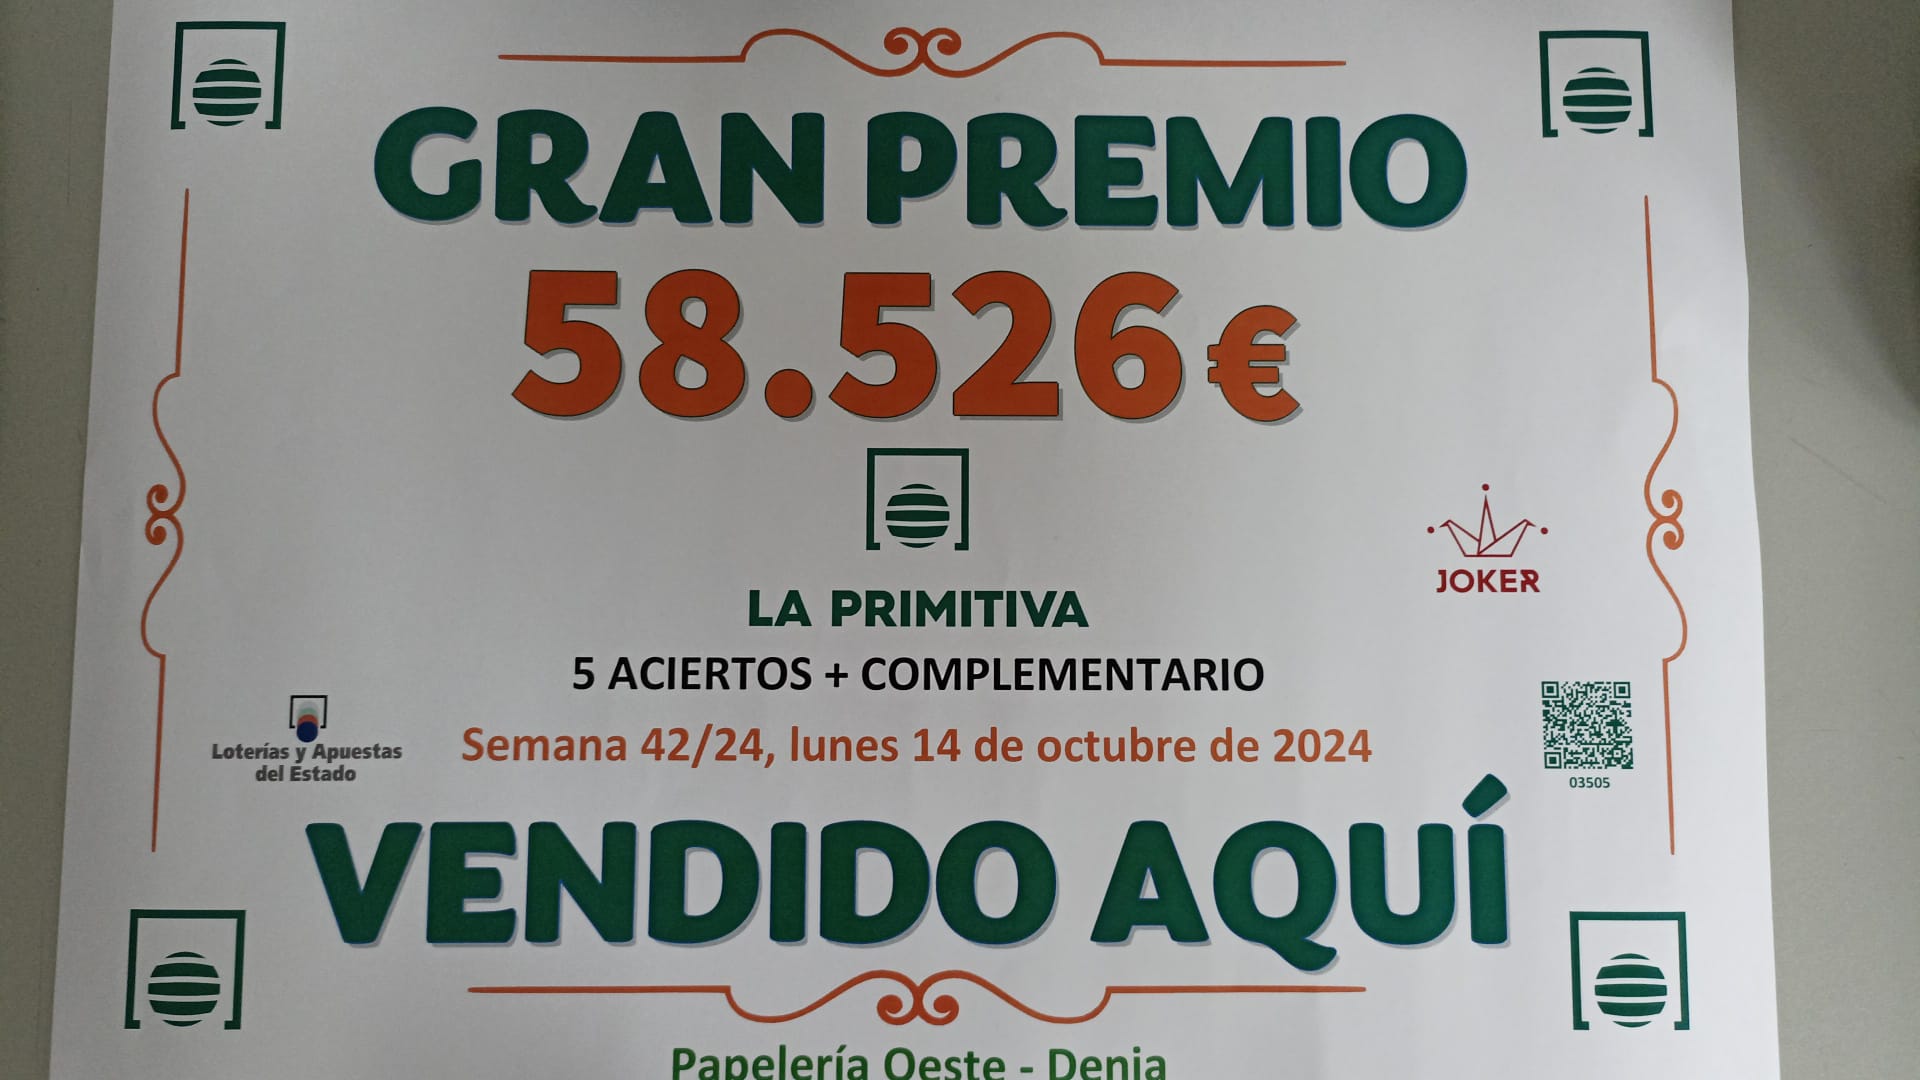 GRAN PREMIO
58.526 €
LA PRIMITIVA
JOKER
5 ACIERTOS + COMPLEMENTARIO
Loterías y Apuestas
del Estado
Semana 42/24, lunes 14 de octubre de 2024
03505
VENDIDO AQUÍ
Papelería Oeste - Denia